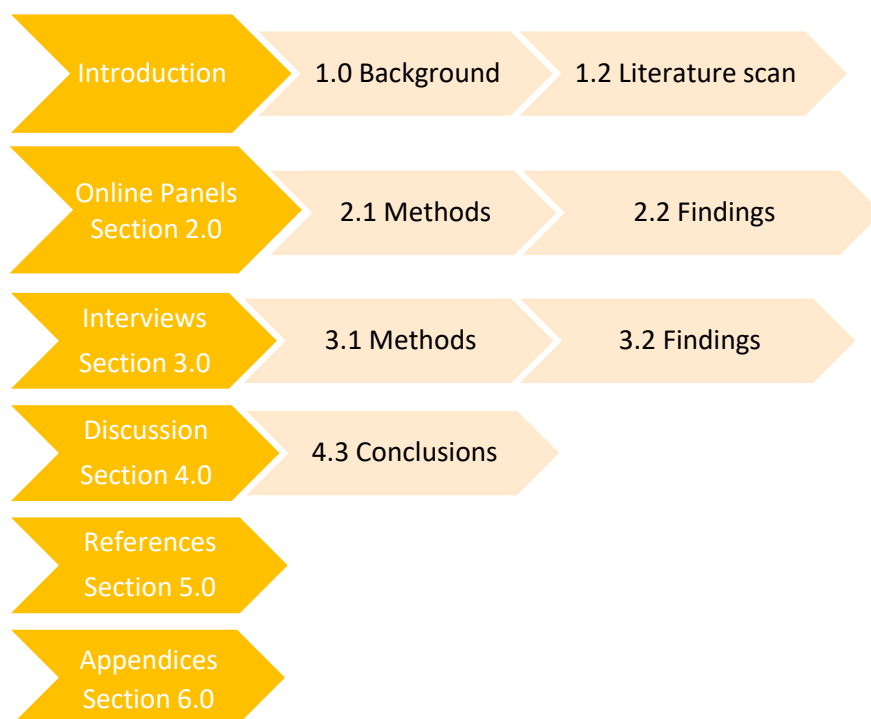 Introduction
1.0 Background
1.2 Literature scan
Online Panels
Section 2.0
2.1 Methods
2.2 Findings
Interviews
Section 3.0
3.1 Methods
3.2 Findings
Discussion
Section 4.0
4.3 Conclusions
References
Section 5.0
Appendices
Section 6.0